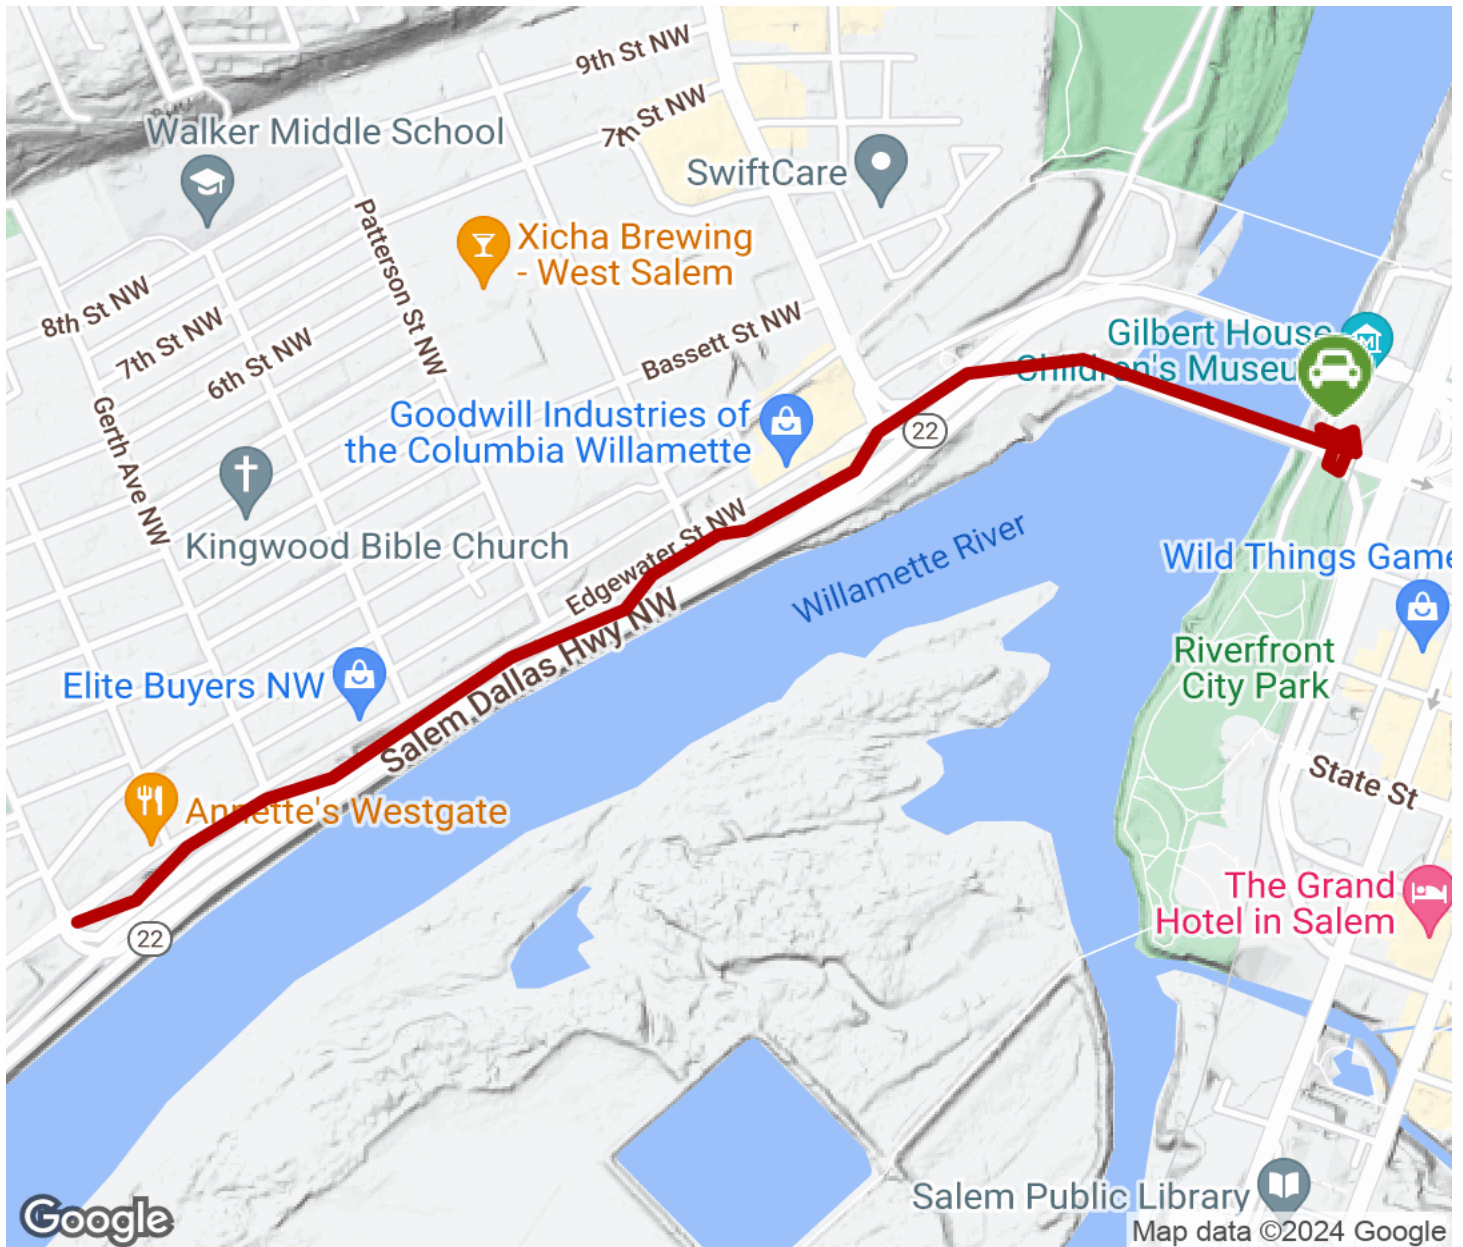 9th St NW
7th St NW
Walker Middle School
SwiftCare
Patterson St NW
Xicha Brewing
- West Salem
8th St NW
7th St NW
6th St NW
Bassett St NW
Gilbert House
Children's Museu
Gerth Ave NW
Goodwill Industries of
the Columbia Willamette
22
Kingwood Bible Church
Edgewater St NW
Willamette River
Wild Things Game
Salem Dallas Hwy NW
Riverfront
City Park
Elite Buyers NW
State St
Annette's Westgate
The Grand
Hotel in Salem
22
Salem Public Library
Google
Map data ©2024 Google